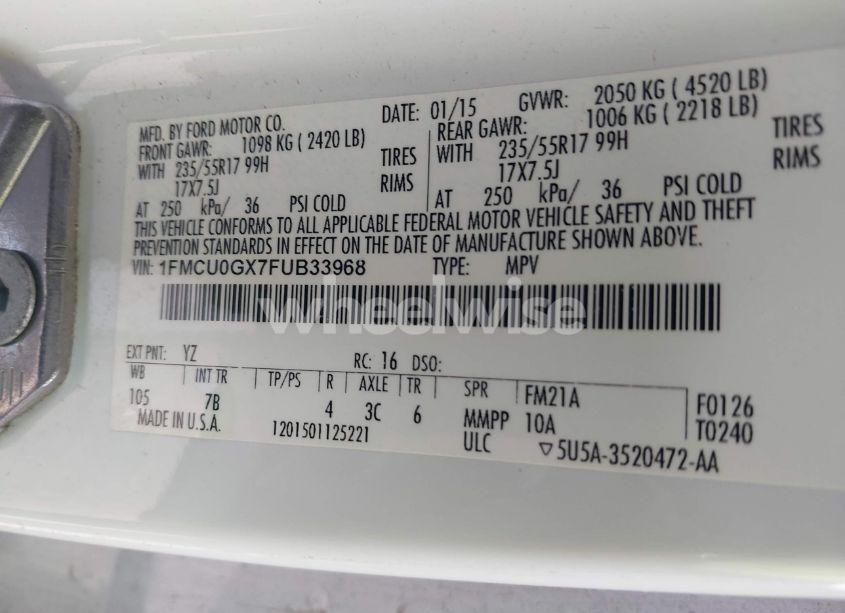 MFD. BY FORD MOTOR CO.
DATE: 01/15 GVWR: 2050 KG ( 4520 LB)
FRONT GAWR: 1098 KG ( 2420 LB)
REAR GAWR: 1006 KG ( 2218 LB)
WITH 235/55R17 99H TIRES
WITH 235/55R17 99H TIRES
17X7.5J RIMS
17X7.5J RIMS
AT 250 kPa/ 36 PSI COLD
AT 250 kPa/ 36 PSI COLD
THIS VEHICLE CONFORMS TO ALL APPLICABLE FEDERAL MOTOR VEHICLE SAFETY AND THEFT
PREVENTION STANDARDS IN EFFECT ON THE DATE OF MANUFACTURE SHOWN ABOVE.
VIN: 1FMCU0GX7FUB33968 TYPE: MPV
wheelwise
EXT PNT: YZ RC: 16 DSO:
WB INT TR TP/PS R AXLE TR SPR FM21A F0126
105 7B 4 3C 6 MMPP 10A T0240
MADE IN U.S.A. 1201501125221 ULC ▽5U5A-3520472-AA